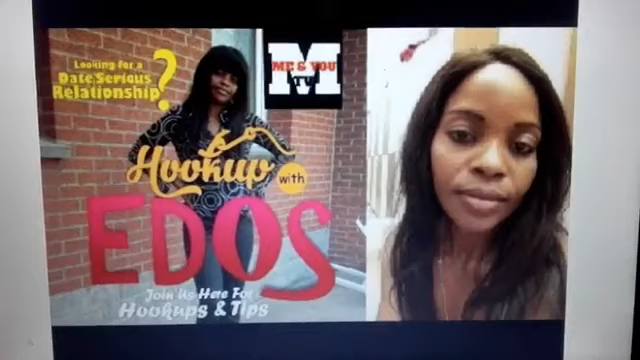 Looking for a
Date/Serious
Relationship?
M
ME & YOU
TV
Hookup
with
EDOS
Join Us Here For
Hookups & Tips